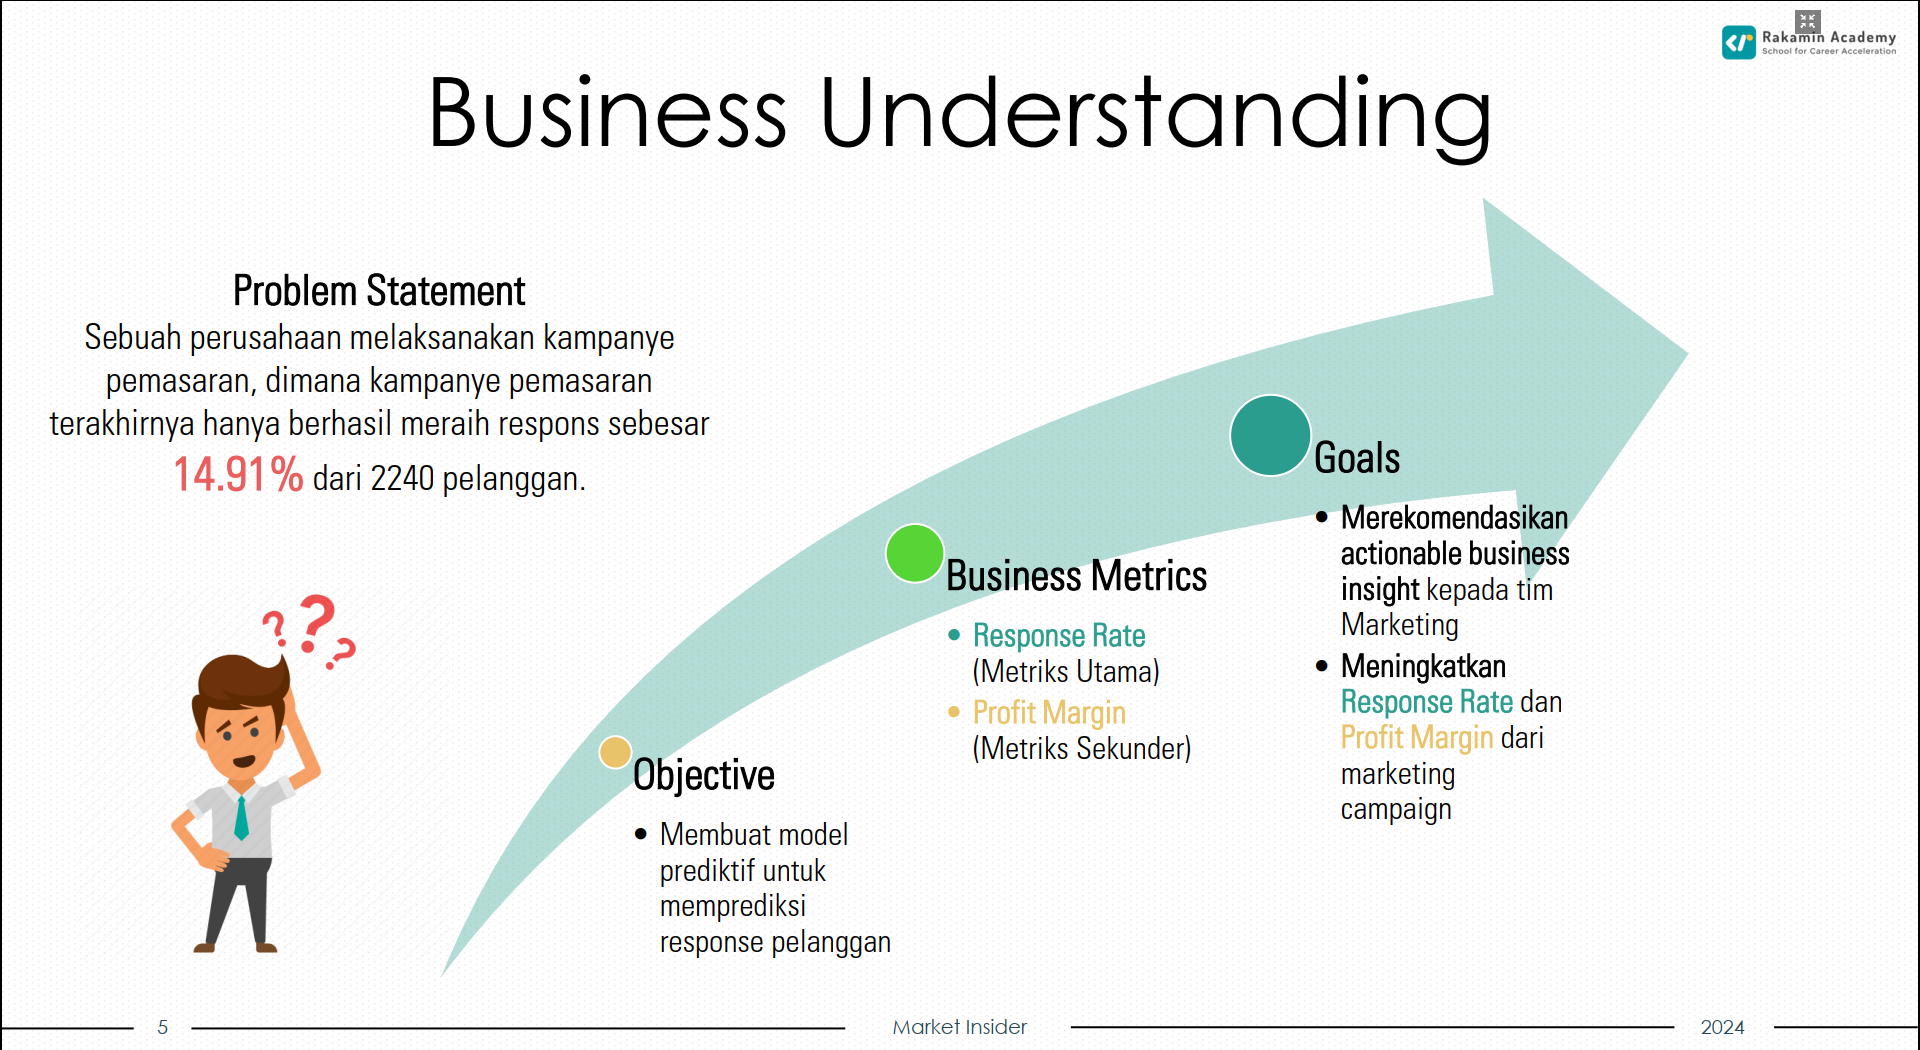 Rakamin Academy
School for Career Acceleration
Business Understanding
Problem Statement
Sebuah perusahaan melaksanakan kampanye
pemasaran, dimana kampanye pemasaran
terakhirnya hanya berhasil meraih respons sebesar
14.91% dari 2240 pelanggan.
? ? ?
Objective
• Membuat model
prediktif untuk
memprediksi
response pelanggan
Business Metrics
• Response Rate
(Metriks Utama)
• Profit Margin
(Metriks Sekunder)
Goals
• Merekomendasikan
actionable business
insight kepada tim
Marketing
• Meningkatkan
Response Rate dan
Profit Margin dari
marketing
campaign
5
Market Insider
2024